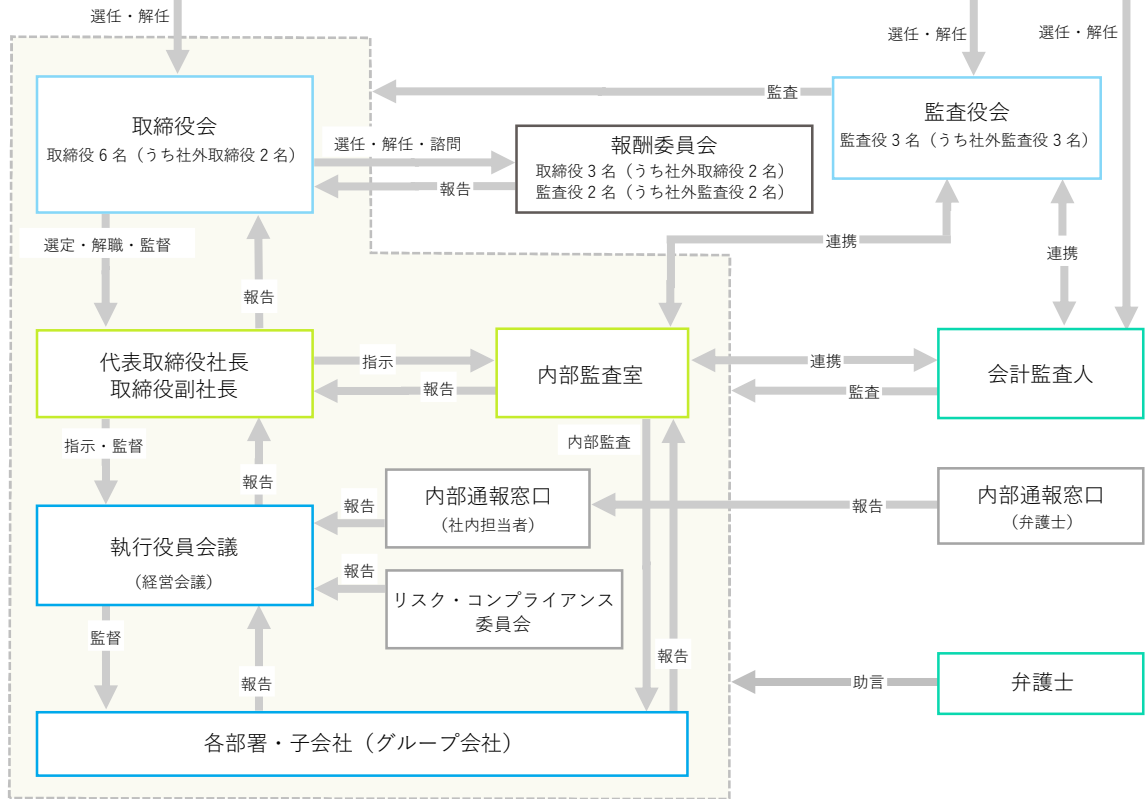 選任・解任
選任・解任
選任・解任
取締役会
取締役 6 名（うち社外取締役 2 名）
監査
監査役会
監査役 3 名（うち社外監査役 3 名）
選任・解任・諮問
報告
報酬委員会
取締役 3 名（うち社外取締役 2 名）
監査役 2 名（うち社外監査役 2 名）
選定・解職・監督
報告
連携
連携
代表取締役社長
取締役副社長
指示
報告
内部監査室
連携
監査
会計監査人
指示・監督
報告
内部監査
報告
内部通報窓口
（社内担当者）
報告
内部通報窓口
（弁護士）
執行役員会議
（経営会議）
報告
リスク・コンプライアンス
委員会
監督
報告
報告
助言
弁護士
各部署・子会社（グループ会社）